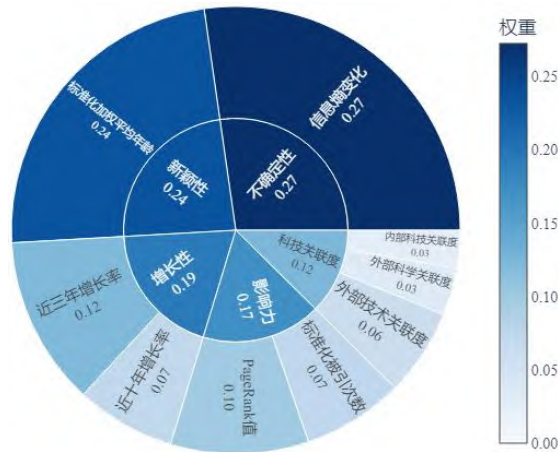 权重
0.25
0.20
0.15
0.10
0.05
0.00
信息熵变化
0.27
标准化加权平均年龄
0.24
不确定性
0.27
新颖性
0.24
增长性
0.19
影响力
0.17
科技关联度
0.12
内部科技关联度
0.03
外部科学关联度
0.03
外部技术关联度
0.06
标准化被引次数
0.07
PageRank值
0.10
近十年增长率
0.07
近三年增长率
0.12